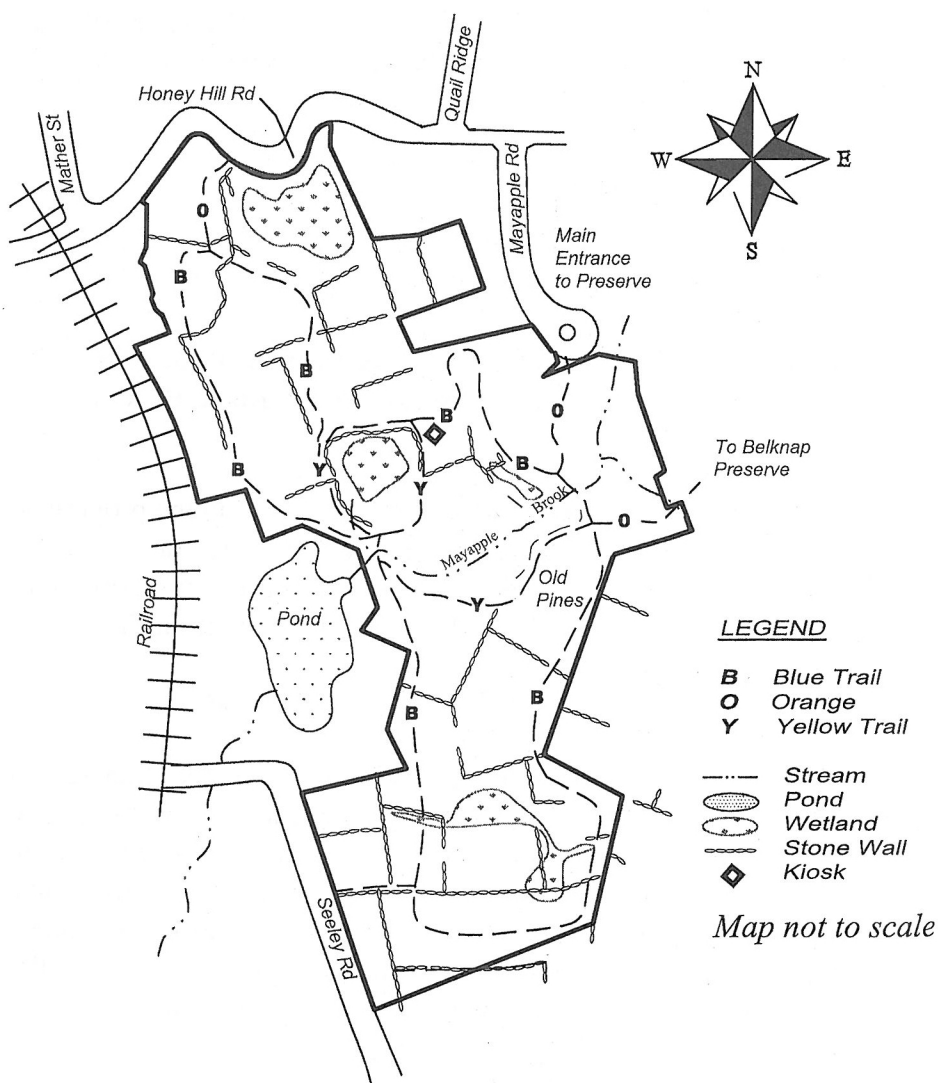 Quail Ridge
Honey Hill Rd
Mather St
Mayapple Rd
N
W
E
S
Main
Entrance
to Preserve
O
B
B
O
B
Y
Y
B
B
To Belknap
Preserve
O
Mayapple Brook
Old
Pines
Y
Pond
Railroad
B
B
Seeley Rd
LEGEND
B Blue Trail
O Orange
Y Yellow Trail
Stream
Pond
Wetland
Stone Wall
Kiosk
Map not to scale